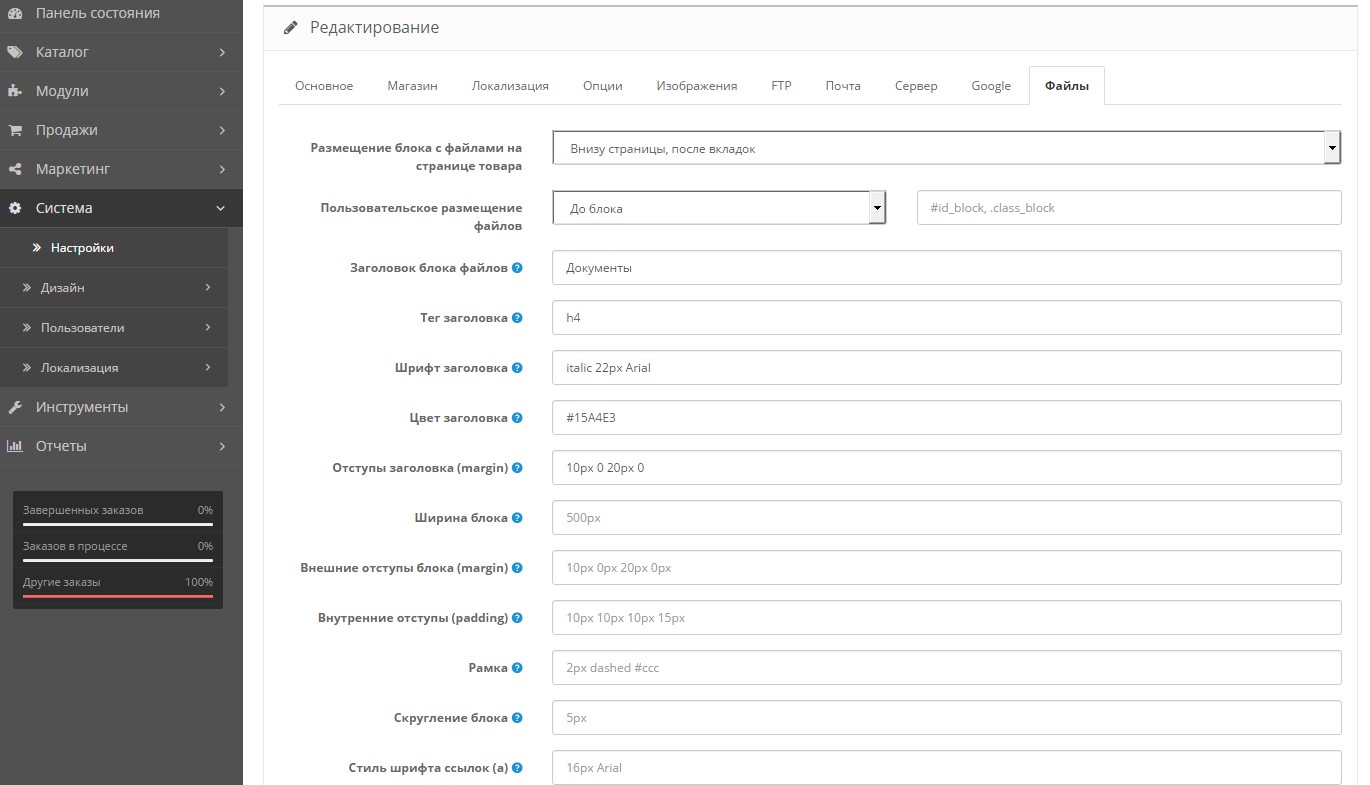 Панель состояния
Каталог
Модули
Продажи
Маркетинг
Система
Настройки
Дизайн
Пользователи
Локализация
Инструменты
Отчеты
Завершенных заказов 0%
Заказов в процессе 0%
Другие заказы 100%
Редактирование
Основное Магазин Локализация Опции Изображения FTP Почта Сервер Google Файлы
Размещение блока с файлами на
странице товара
Внизу страницы, после вкладок
Пользовательское размещение
файлов
До блока
#id_block, .class_block
Заголовок блока файлов ?
Документы
Тег заголовка ?
h4
Шрифт заголовка ?
italic 22px Arial
Цвет заголовка ?
#15A4E3
Отступы заголовка (margin) ?
10px 0 20px 0
Ширина блока ?
500px
Внешние отступы блока (margin) ?
10px 0px 20px 0px
Внутренние отступы (padding) ?
10px 10px 10px 15px
Рамка ?
2px dashed #ccc
Скругление блока ?
5px
Стиль шрифта ссылок (a) ?
16px Arial